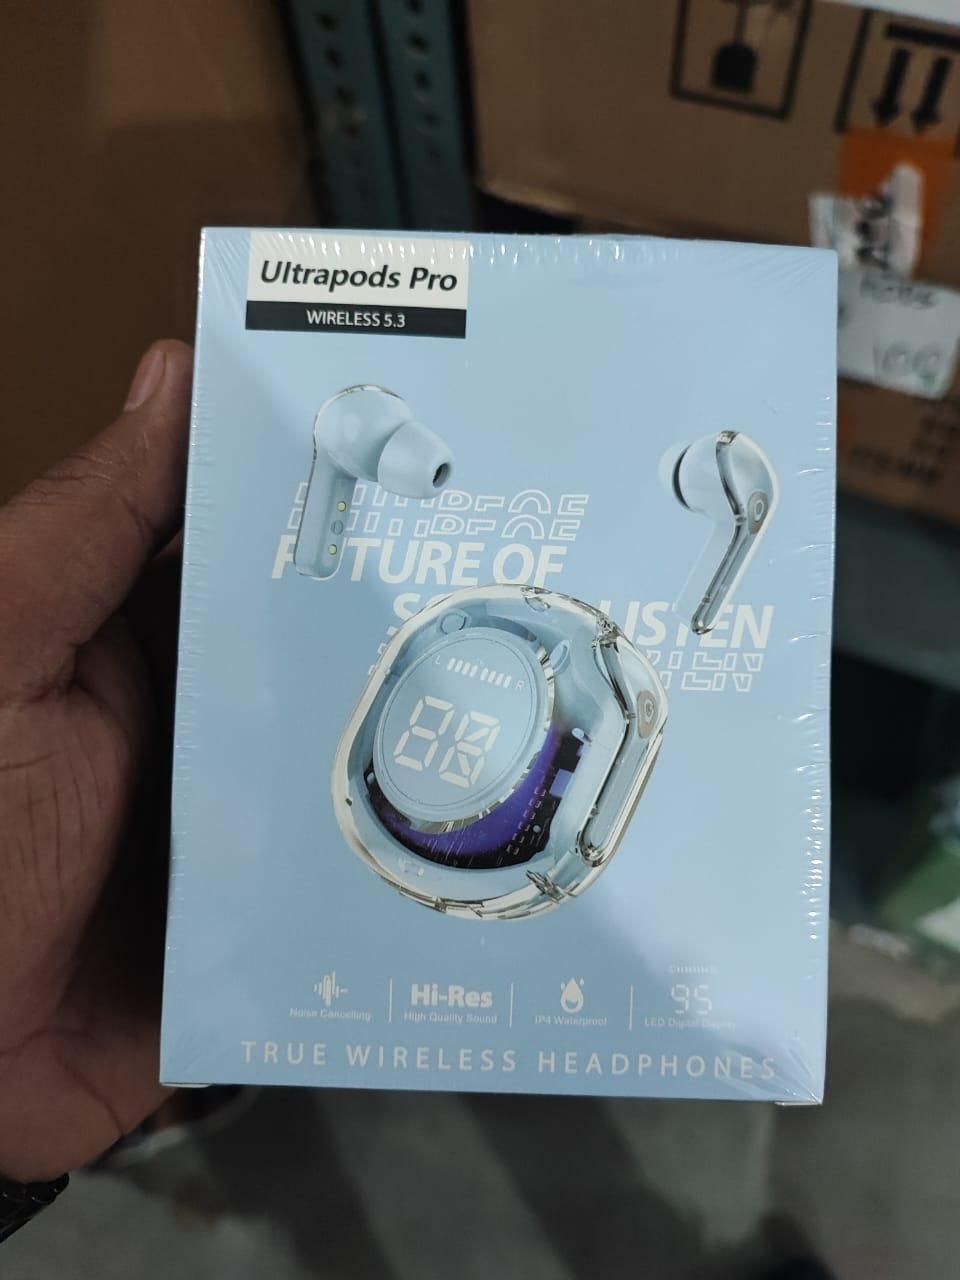 Ultrapods Pro
WIRELESS 5.3
FUTURE OF
LISTEN
L R
88
Noise Cancelling
Hi-Res
High Quality Sound
IP4 Waterproof
95
LED Digital Display
TRUE WIRELESS HEADPHONES